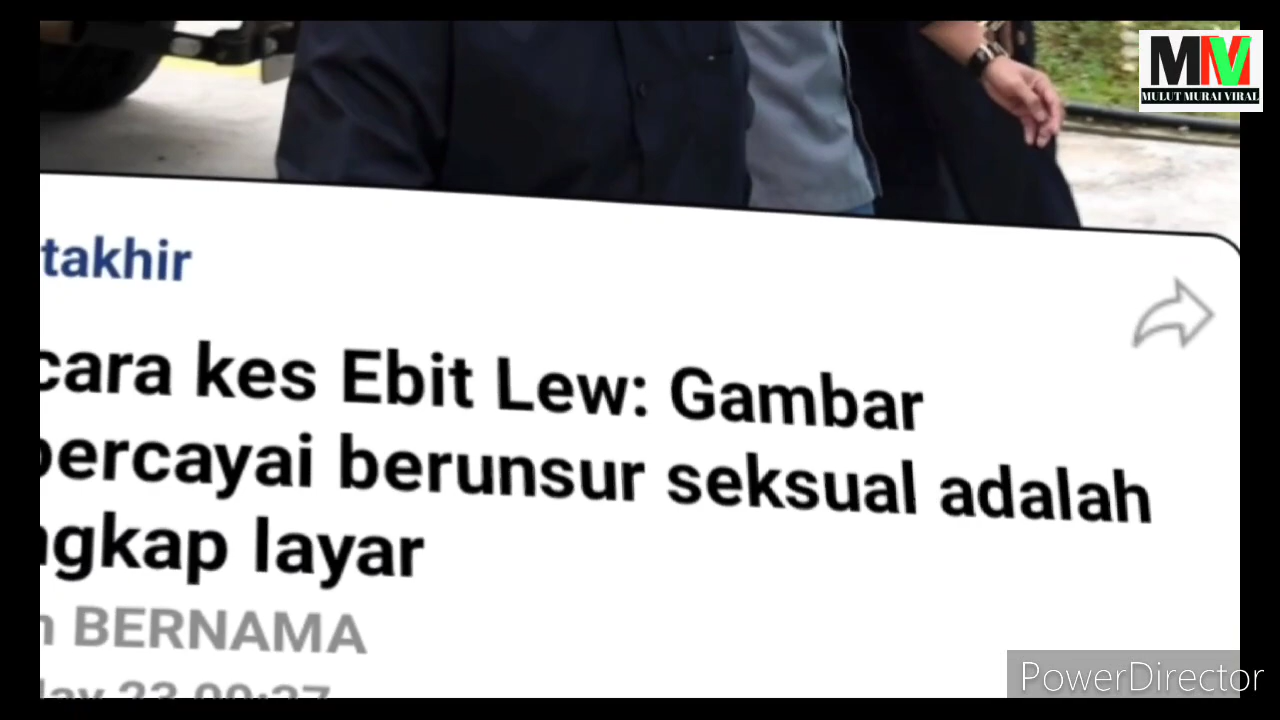 MV
MULUT MURAI VIRAL
takhir
cara kes Ebit Lew: Gambar
percayai berunsur seksual adalah
ngkap layar
BERNAMA
PowerDirector